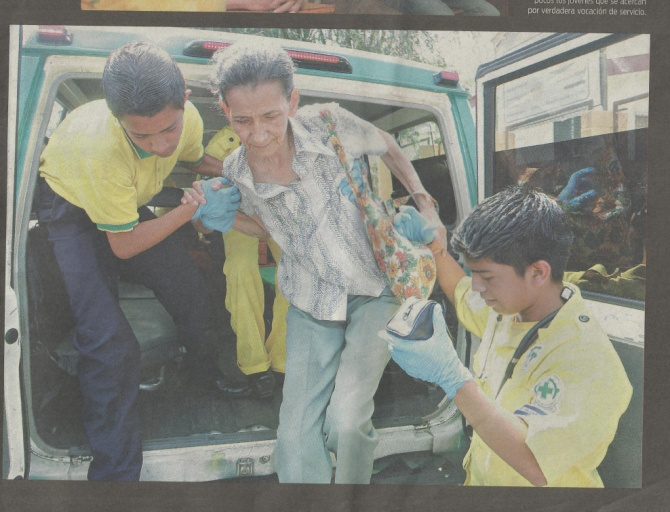 pocos los jóvenes que se acercan
por verdadera vocación de servicio.